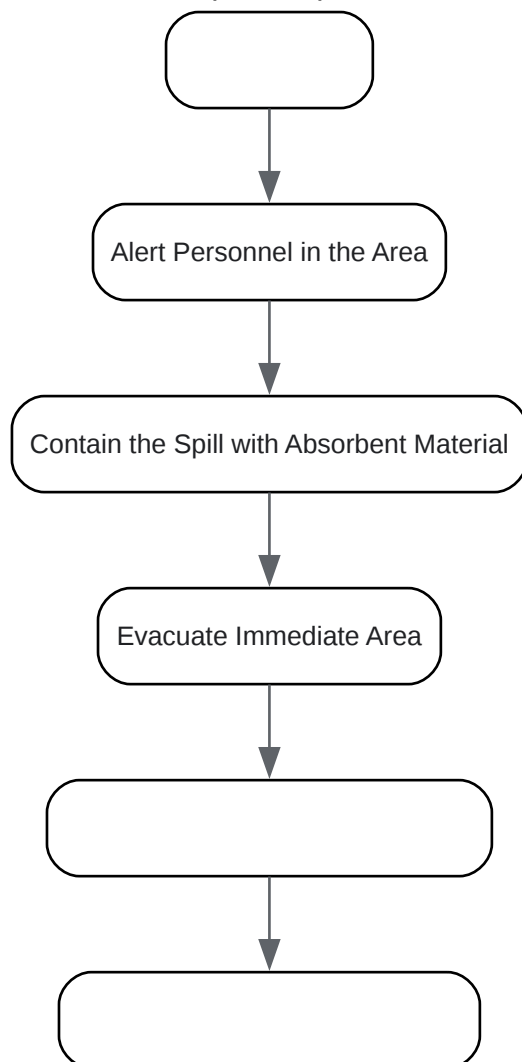 Alert Personnel in the Area
Contain the Spill with Absorbent Material
Evacuate Immediate Area